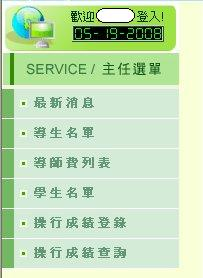 歡迎 登入!
05-19-2008
SERVICE / 主任選單
最新消息
導生名單
導師費列表
學生名單
操行成績登錄
操行成績查詢